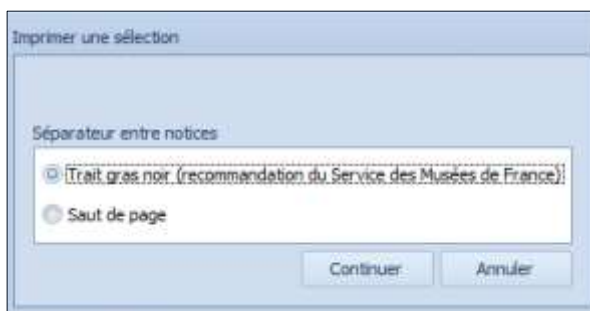 Imprimer une sélection
Séparateur entre notices
Trait gras noir (recommandation du Service des Musées de France)
Saut de page
Continuer
Annuler